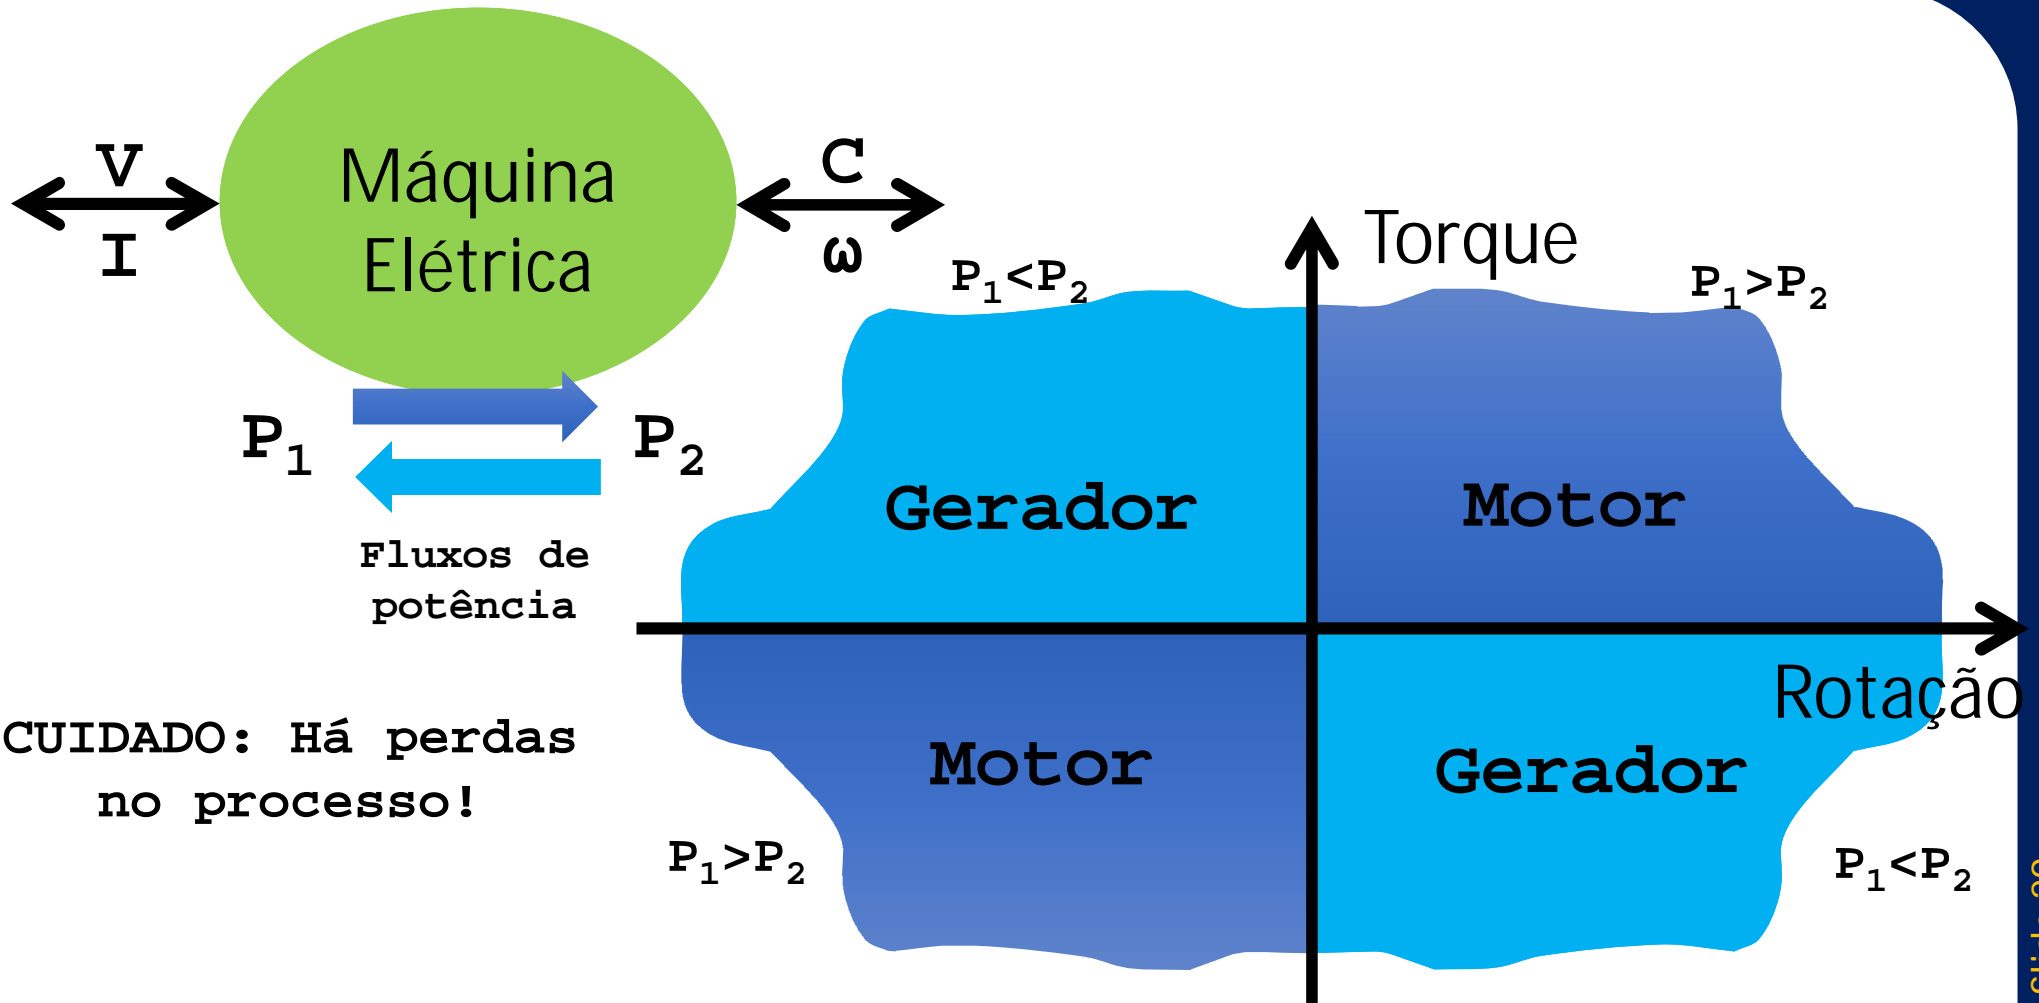 V
I
Máquina
Elétrica
C
ω
P₁
P₂
Fluxos de
potência
CUIDADO: Há perdas
no processo!
Torque
P₁<P₂
P₁>P₂
Gerador
Motor
Rotação
Motor
Gerador
P₁>P₂
P₁<P₂